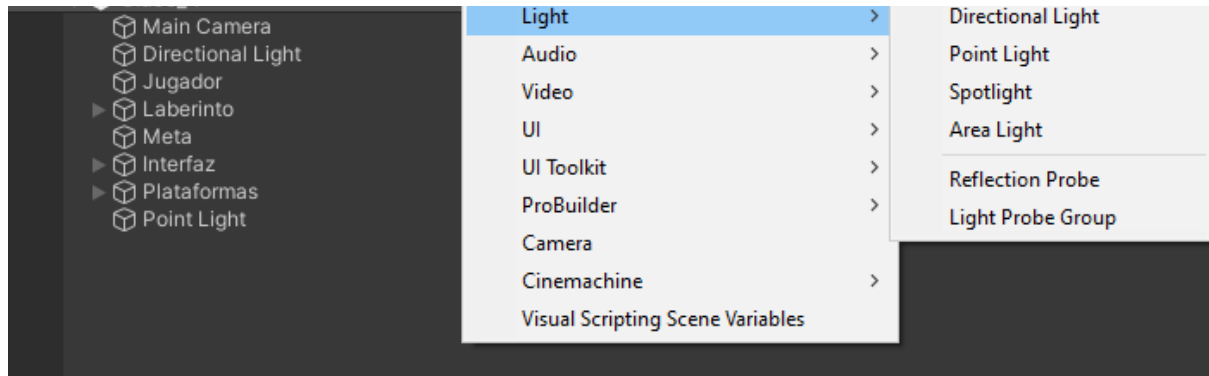 Main Camera
Directional Light
Jugador
Laberinto
Meta
Interfaz
Plataformas
Point Light
Light
Audio
Video
UI
UI Toolkit
ProBuilder
Camera
Cinemachine
Visual Scripting Scene Variables
Directional Light
Point Light
Spotlight
Area Light
Reflection Probe
Light Probe Group